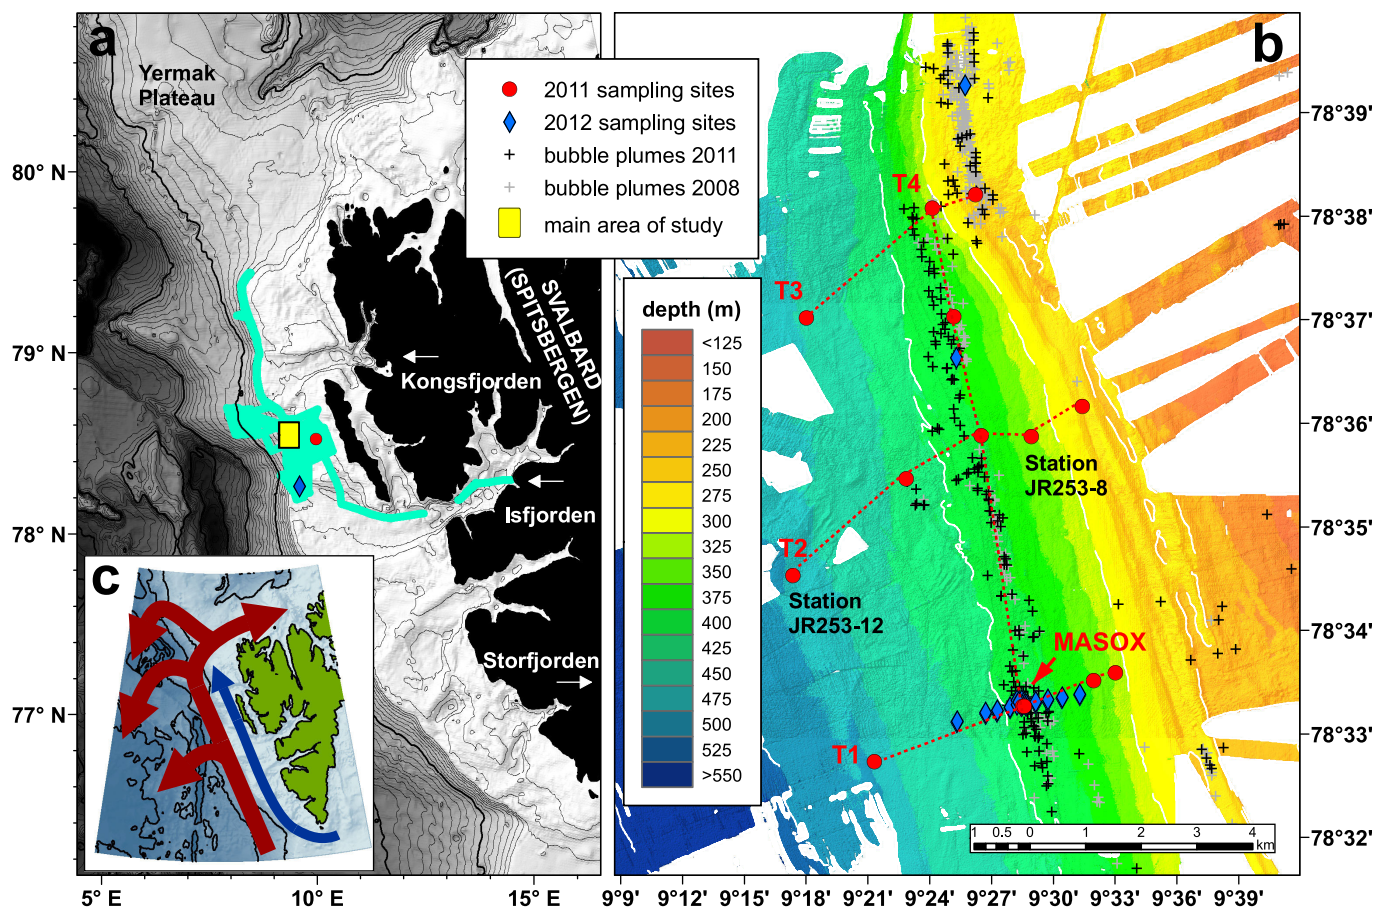 a
Yermak
Plateau
80° N
79° N
78° N
77° N
5° E
10 E
15° E
Kongsfjorden
SVALBARD
(SPITSBERGEN)
Isfjorden
Storfjorden
c
2011 sampling sites
2012 sampling sites
bubble plumes 2011
bubble plumes 2008
main area of study
depth (m)
<125
150
175
200
225
250
275
300
325
350
375
400
425
450
475
500
525
>550
b
T4
T3
T2
T1
Station
JR253-8
Station
JR253-12
MASOX
1 0.5 0 1 2 3 4
km
78°39'
78°38'
78°37'
78°36'
78°35'
78°34'
78°33'
78°32'
9°9'
9°12'
9°15'
9°18'
9°21'
9°24'
9°27'
9°30'
9°33'
9°36'
9°39'